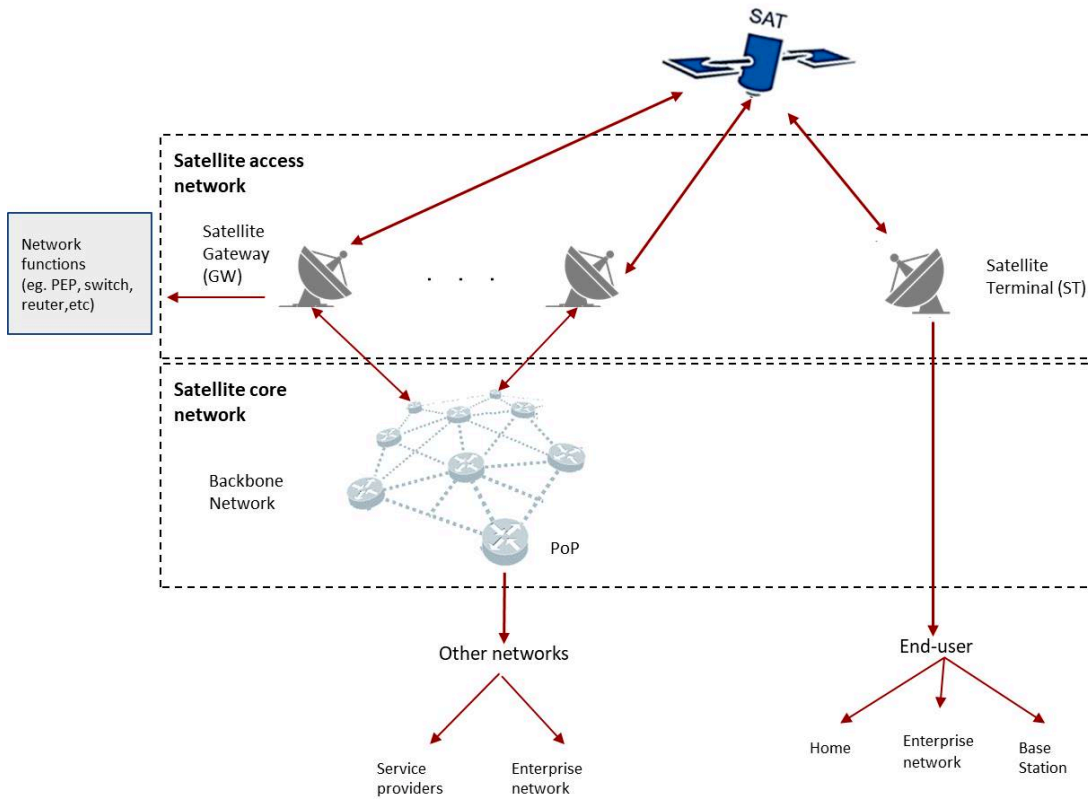 SAT
Satellite access
network
Satellite
Gateway
(GW)
. . .
Satellite
Terminal (ST)
Network
functions
(eg. PEP, switch,
reuter,etc)
Satellite core
network
Backbone
Network
PoP
Other networks
End-user
Service
providers
Enterprise
network
Home
Enterprise
network
Base
Station